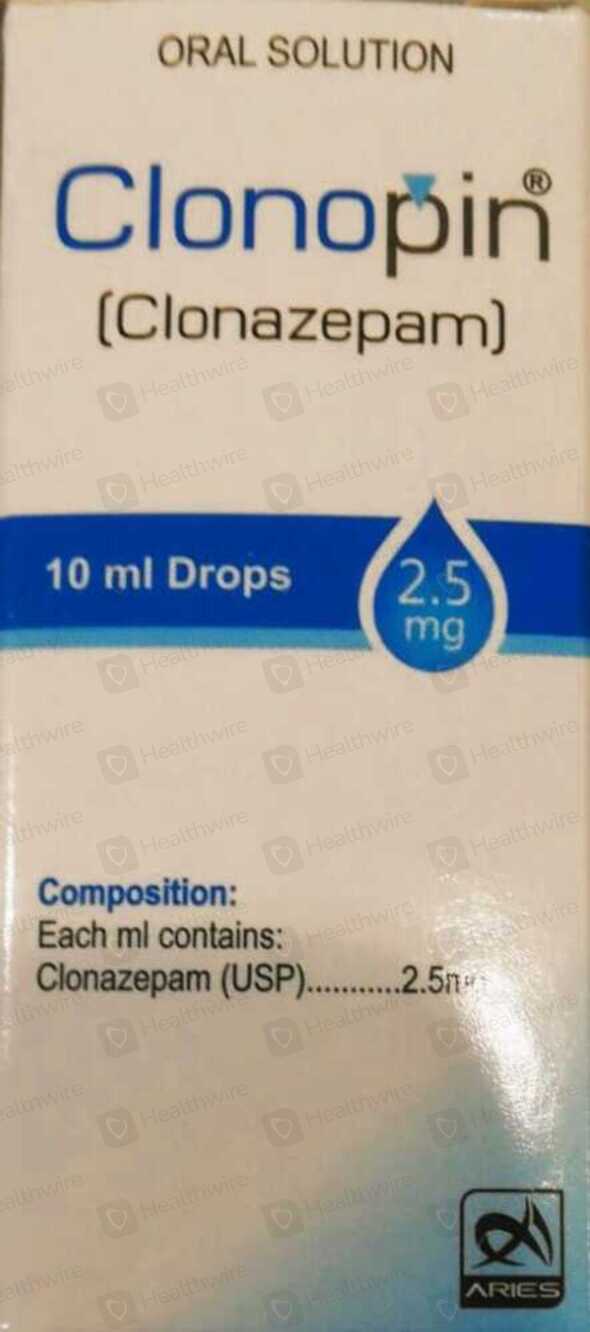 ORAL SOLUTION
Clonopin®
(Clonazepam)
10 ml Drops
2.5
mg
Healthwire
Composition:
Each ml contains:
Clonazepam (USP)...........2.5
ARIES